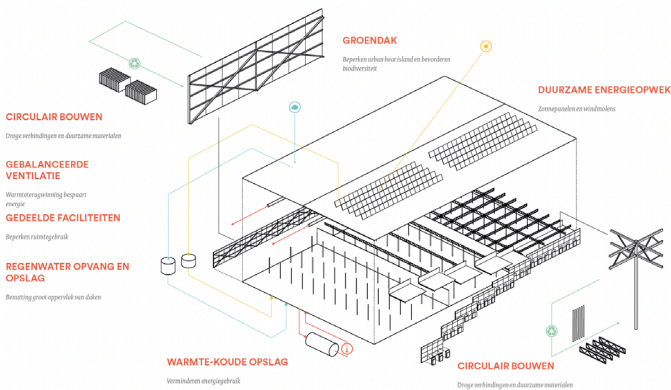 GROENDAK
Beperken urban heat island en bevorderen
biodiversiteit
DUURZAME ENERGIEOPWEK
Zonnepanelen en windmolens
CIRCULAIR BOUWEN
Droge verbindingen en duurzame materialen
GEBALANCEERDE
VENTILATIE
Warmteterugwinning bespaart
energie
GEDEELDE FACILITEITEN
Beperken ruimtegebruik
REGENWATER OPVANG EN
OPSLAG
Benutting groot oppervlak van daken
WARMTE-KOUDE OPSLAG
Verminderen energiegebruik
CIRCULAIR BOUWEN
Droge verbindingen en duurzame materialen